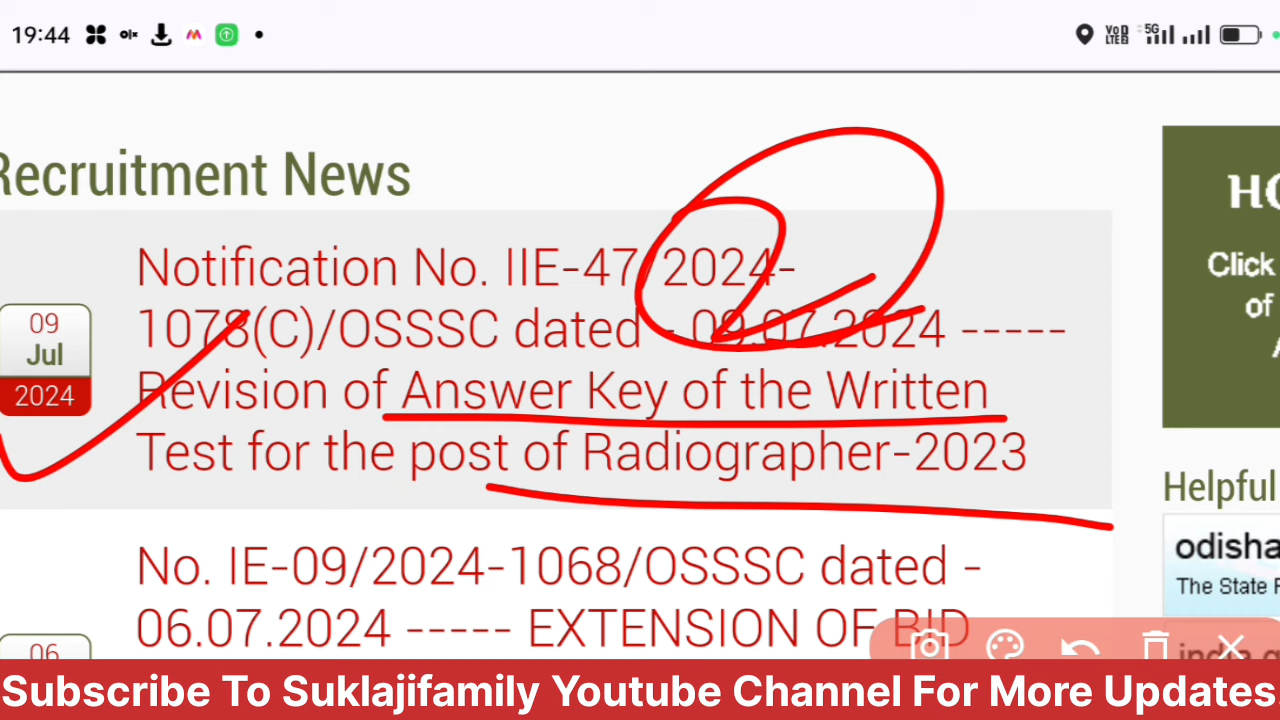 19:44
VoD
LTE2
5G
Recruitment News
HO
Click
of
09
Jul
2024
Notification No. IIE-47/2024-
1078(C)/OSSSC dated - 09.07.2024 -----
Revision of Answer Key of the Written
Test for the post of Radiographer-2023
Helpful
odisha
The State P
06
No. IE-09/2024-1068/OSSSC dated -
06.07.2024 ----- EXTENSION OF BID
Subscribe To Suklajifamily Youtube Channel For More Updates